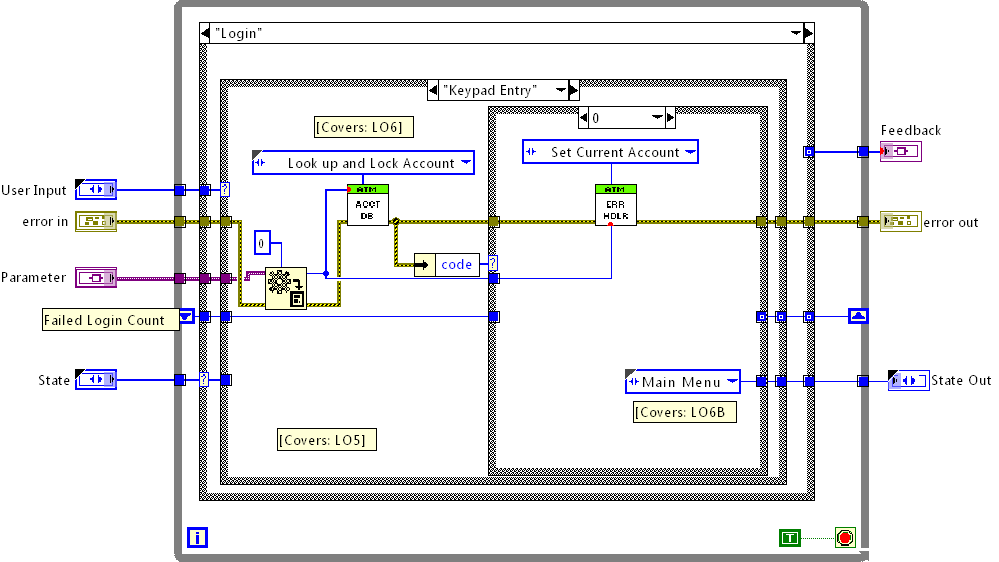 "Login"
"Keypad Entry"
[Covers: LO6]
0
Look up and Lock Account
Set Current Account
Feedback
User Input
?
ATM
ACCT
DB
ATM
ERR
HDLR
error in
error out
0
code
?
Parameter
Failed Login Count
State
?
Main Menu
State Out
[Covers: LO6B
[Covers: LO5]
i
T